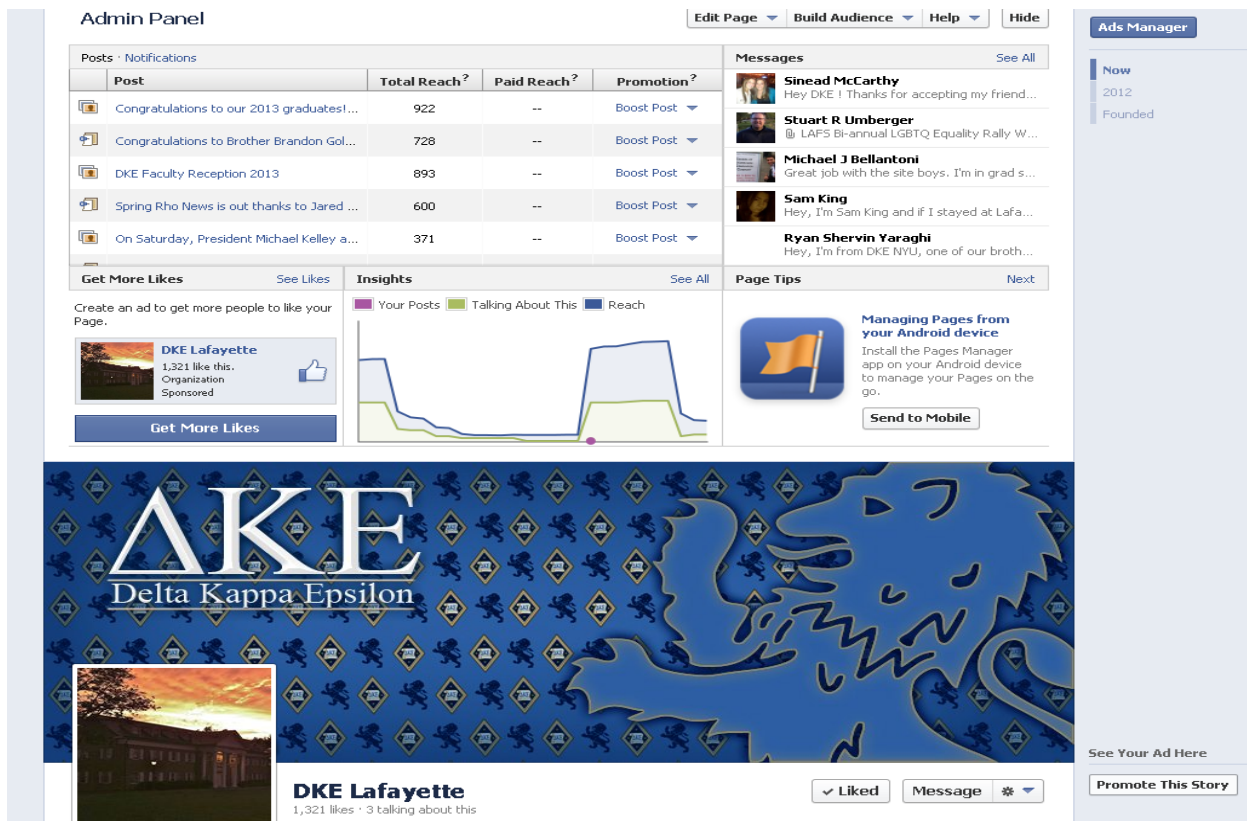 Admin Panel
Edit Page
Build Audience
Help
Hide
Posts · Notifications
Post Total Reach? Paid Reach? Promotion?
Congratulations to our 2013 graduates!... 922 -- Boost Post
Congratulations to Brother Brandon Gol... 728 -- Boost Post
DKE Faculty Reception 2013 893 -- Boost Post
Spring Rho News is out thanks to Jared ... 600 -- Boost Post
On Saturday, President Michael Kelley a... 371 -- Boost Post
Messages See All
Sinead McCarthy
Hey DKE ! Thanks for accepting my friend...
Stuart R Umberger
LAFS Bi-annual LGBTQ Equality Rally W...
Michael J Bellantoni
Great job with the site boys. I'm in grad s...
Sam King
Hey, I'm Sam King and if I stayed at Lafa...
Ryan Shervin Yaraghi
Hey, I'm from DKE NYU, one of our broth...
Get More Likes See Likes
Create an ad to get more people to like your
Page.
DKE Lafayette
1,321 like this.
Organization
Sponsored
Get More Likes
Insights See All
Your Posts Talking About This Reach
Page Tips Next
Managing Pages from
your Android device
Install the Pages Manager
app on your Android device
to manage your Pages on the
go.
Send to Mobile
Ads Manager
Now
2012
Founded
ΔKE
Delta Kappa Epsilon
DKE Lafayette
1,321 likes · 3 talking about this
Liked
Message
See Your Ad Here
Promote This Story